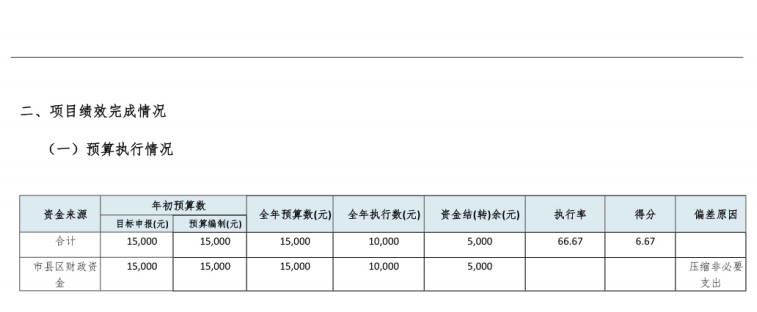 二、项目绩效完成情况
（一）预算执行情况
资金来源 年初预算数 全年预算数(元) 全年执行数(元) 资金结(转)余(元) 执行率 得分 偏差原因
目标申报(元) 预算编制(元)
合计 15,000 15,000 15,000 10,000 5,000 66.67 6.67
市县区财政资金 15,000 15,000 15,000 10,000 5,000 压缩非必要支出